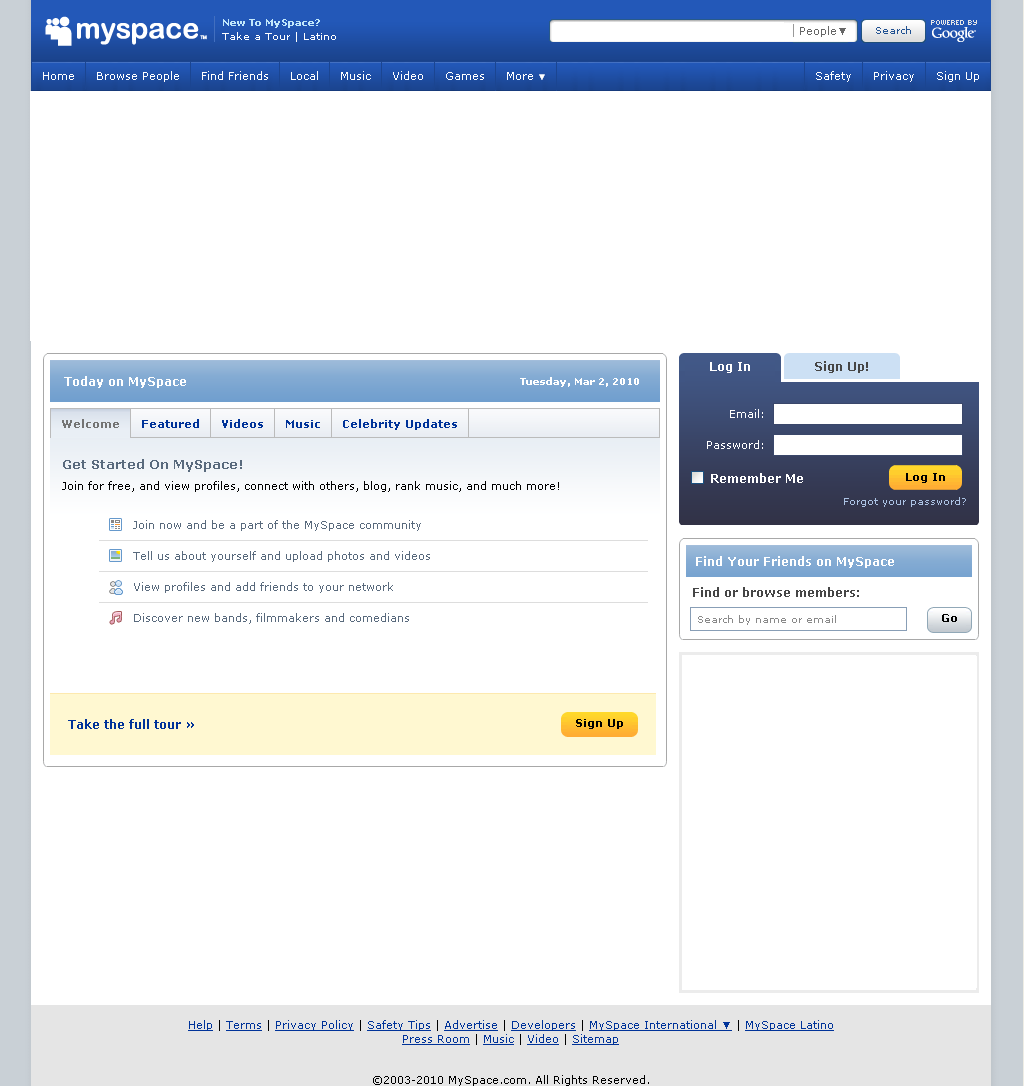 myspace™
New To MySpace?
Take a Tour | Latino
People▼
Search
POWERED BY
Google™
Home
Browse People
Find Friends
Local
Music
Video
Games
More ▼
Safety
Privacy
Sign Up
Today on MySpace
Tuesday, Mar 2, 2010
Welcome
Featured
Videos
Music
Celebrity Updates
Get Started On MySpace!
Join for free, and view profiles, connect with others, blog, rank music, and much more!
Join now and be a part of the MySpace community
Tell us about yourself and upload photos and videos
View profiles and add friends to your network
Discover new bands, filmmakers and comedians
Take the full tour »
Sign Up
Log In
Sign Up!
Email:
Password:
Remember Me
Log In
Forgot your password?
Find Your Friends on MySpace
Find or browse members:
Search by name or email
Go
Help | Terms | Privacy Policy | Safety Tips | Advertise | Developers | MySpace International ▼ | MySpace Latino
Press Room | Music | Video | Sitemap
©2003-2010 MySpace.com. All Rights Reserved.